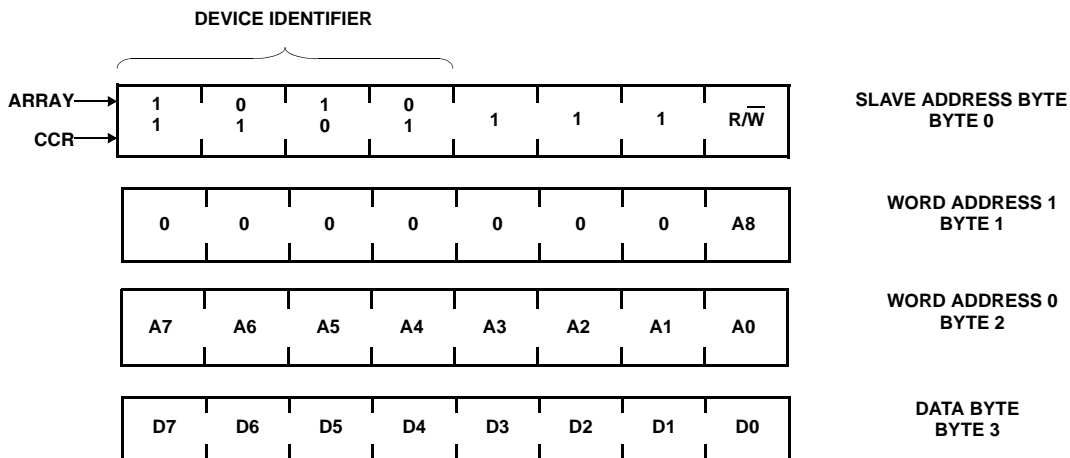 DEVICE IDENTIFIER
ARRAY
CCR
1 0 1 0
1 1 0 1
1 1 1 R/W̅
SLAVE ADDRESS BYTE
BYTE 0
0 0 0 0 0 0 0 A8
WORD ADDRESS 1
BYTE 1
A7 A6 A5 A4 A3 A2 A1 A0
WORD ADDRESS 0
BYTE 2
D7 D6 D5 D4 D3 D2 D1 D0
DATA BYTE
BYTE 3